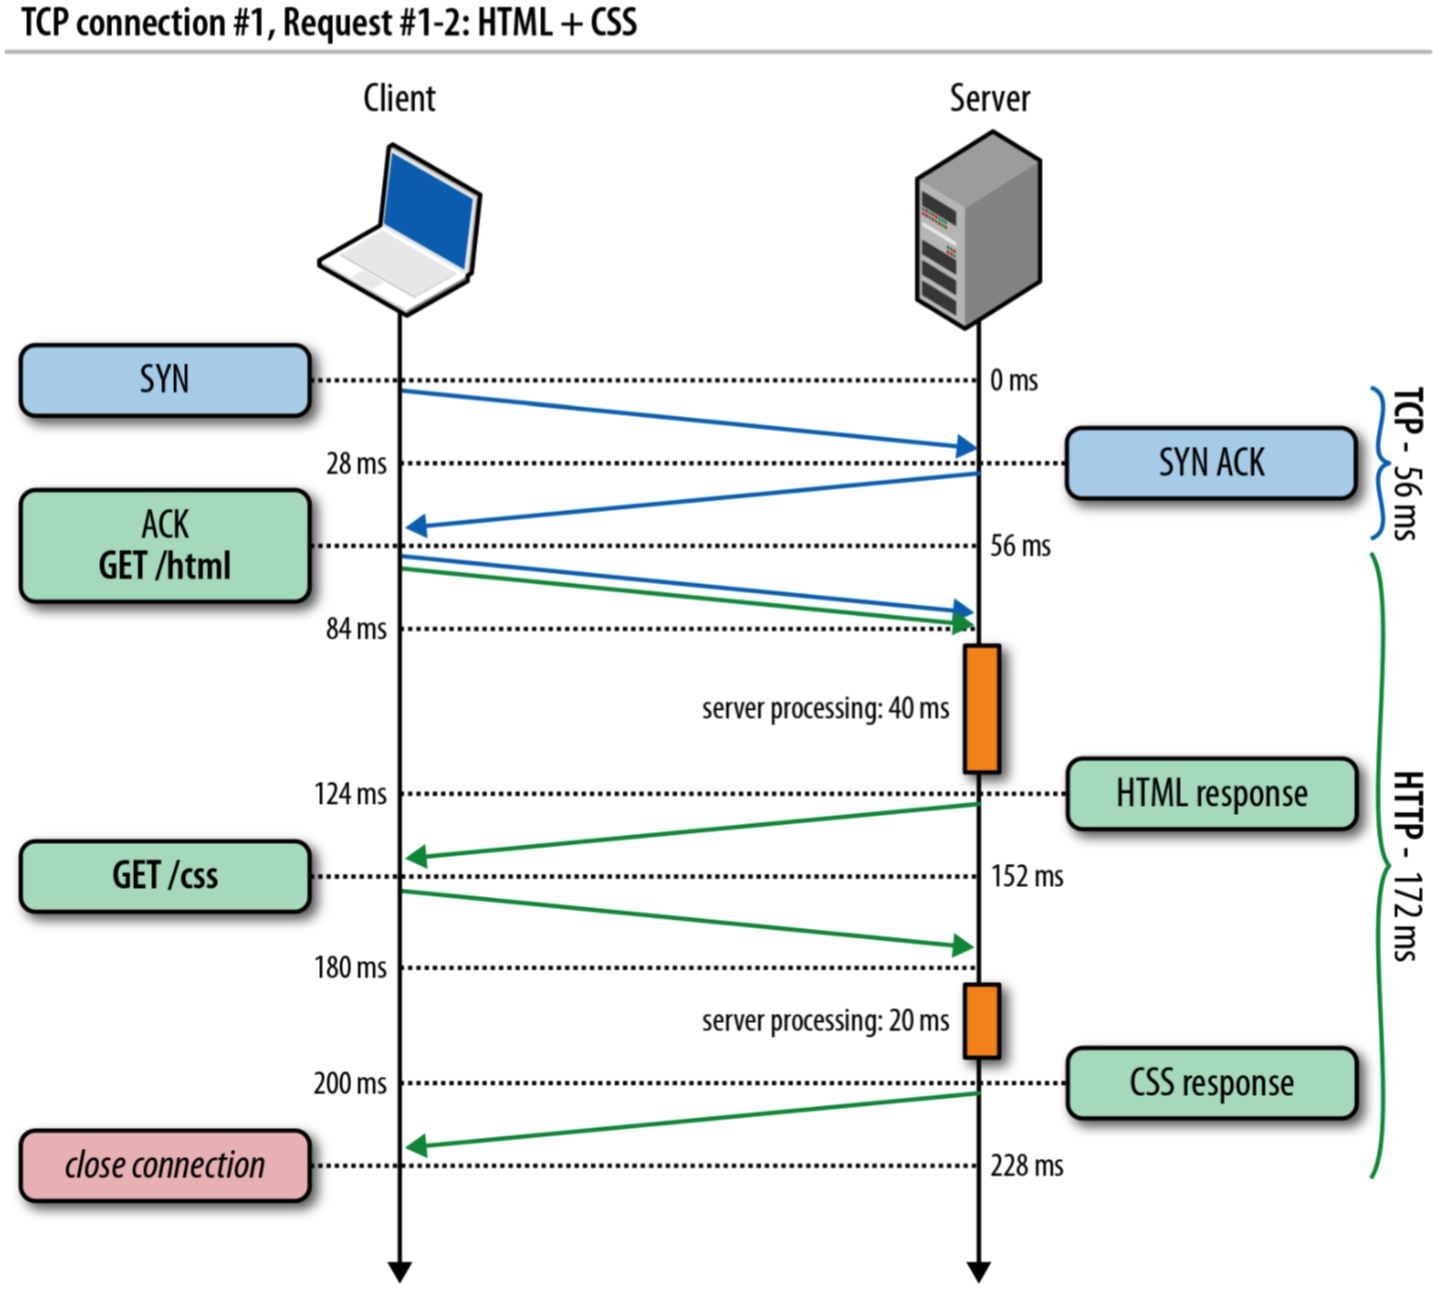 TCP connection #1, Request #1-2: HTML + CSS
Client
Server
SYN
0 ms
28 ms
SYN ACK
TCP - 56 ms
ACK
GET /html
56 ms
84 ms
server processing: 40 ms
124 ms
HTML response
HTTP - 172 ms
GET /css
152 ms
180 ms
server processing: 20 ms
200 ms
CSS response
close connection
228 ms